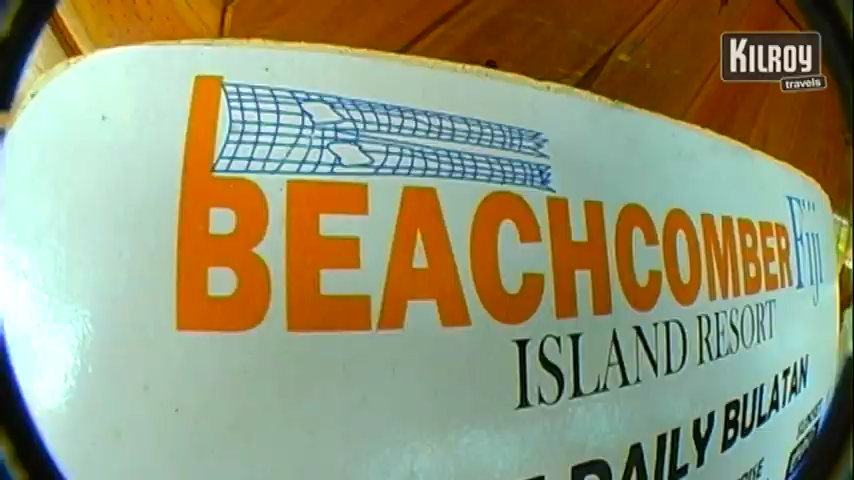 KILROY
travels
BEACHCOMBER Fiji
ISLAND RESORT
DAILY BULATAN